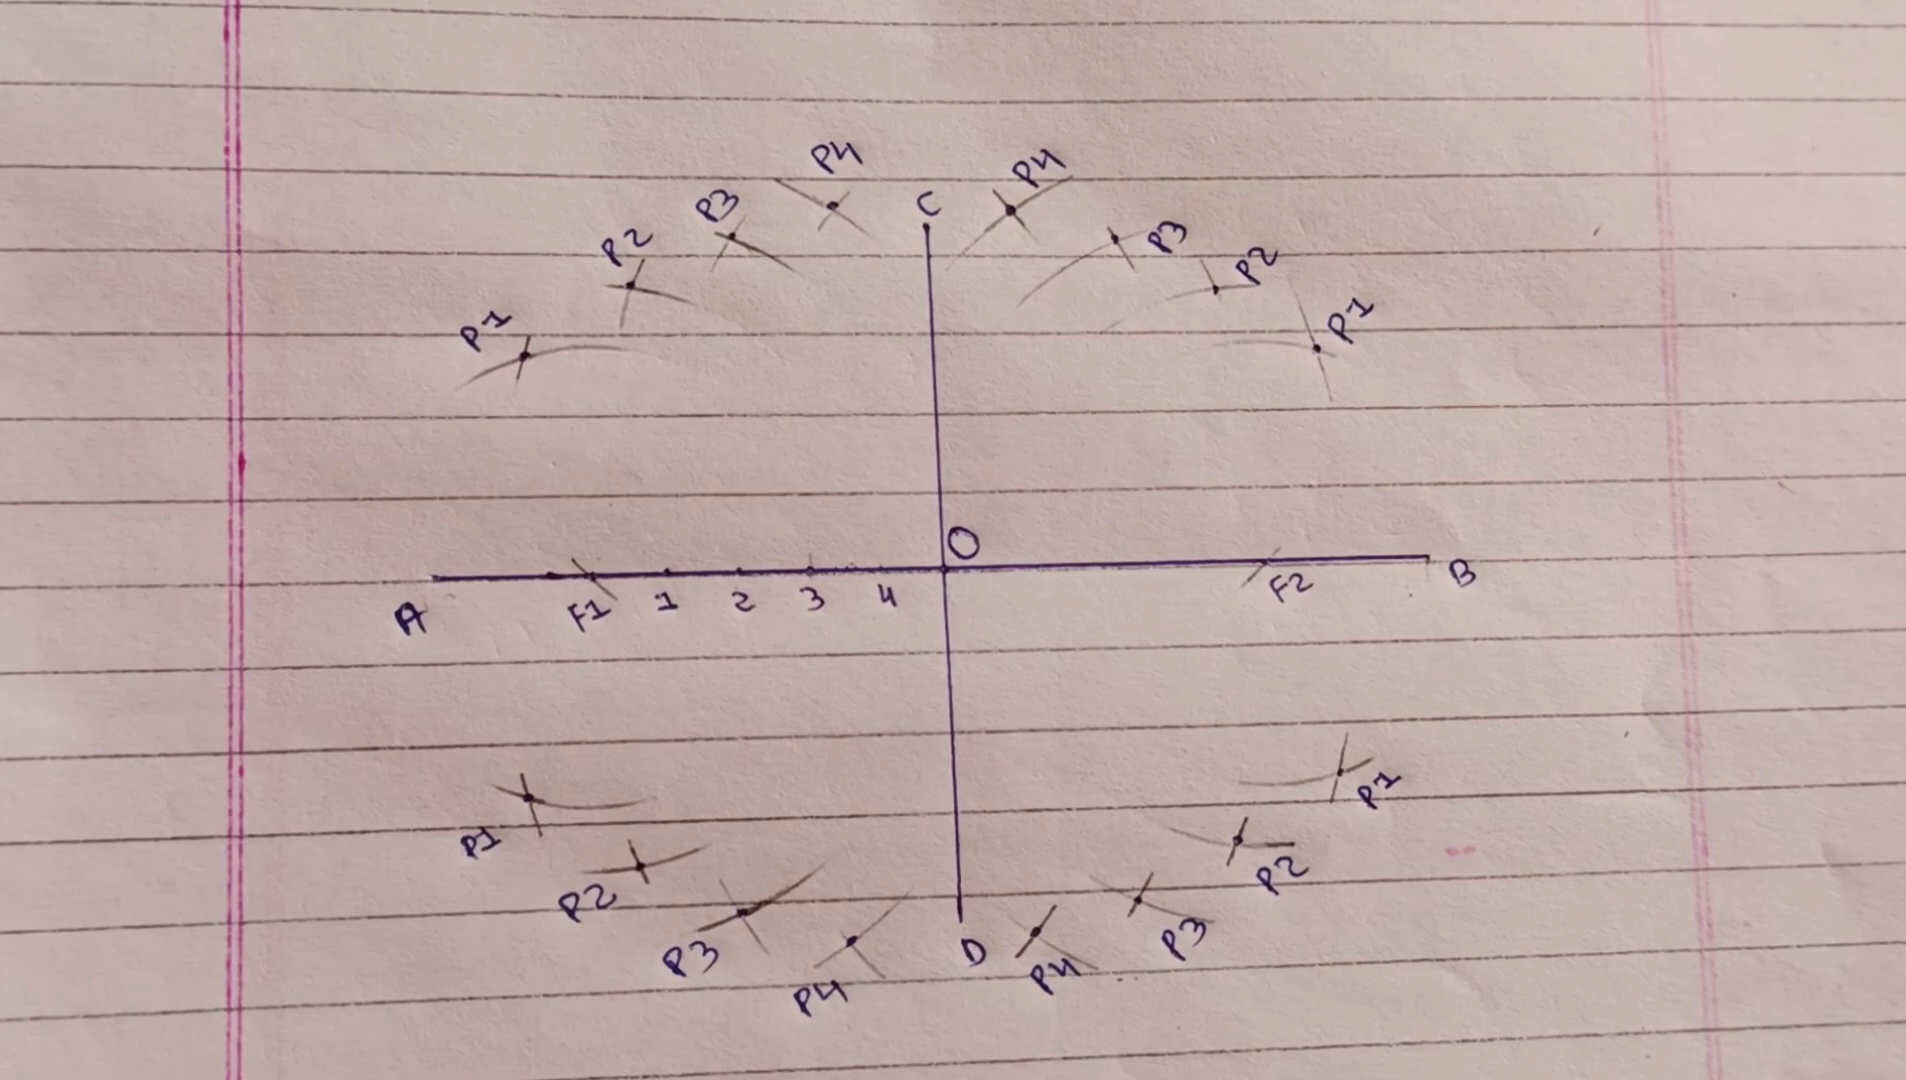 P4 P4
P3 C P3
P2 P2
P1 P1
O
A F1 1 2 3 4 F2 B
P1 P1
P2 P2
P3 D P3
P4 P4